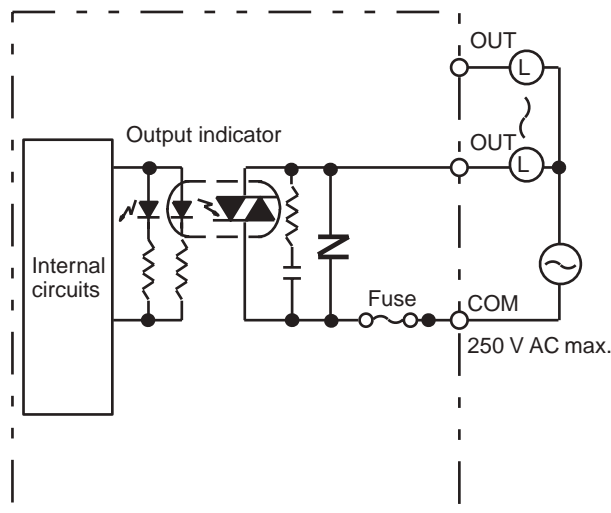 OUT
L
Output indicator
OUT
L
Internal
circuits
Fuse
COM
250 V AC max.